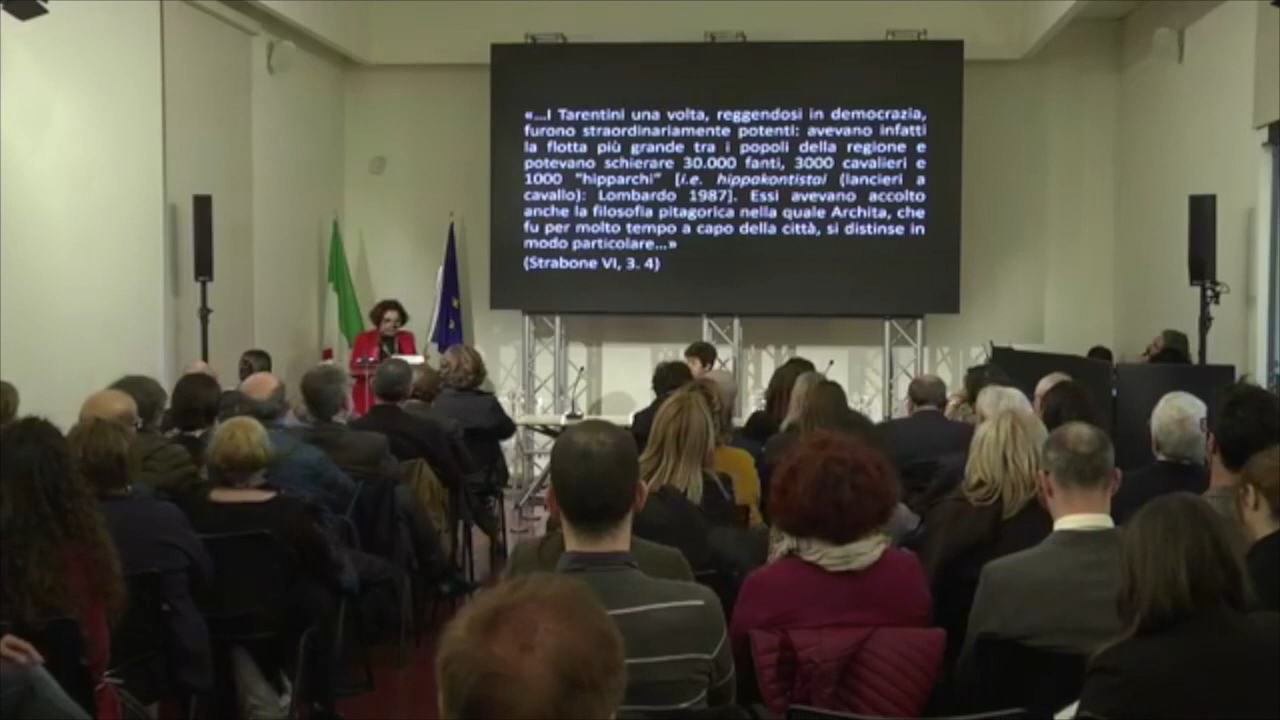 «...I Tarentini una volta, reggendosi in democrazia,
furono straordinariamente potenti: avevano infatti
la flotta più grande tra i popoli della regione e
potevano schierare 30.000 fanti, 3000 cavalieri e
1000 "hipparchi" [i.e. hippakontistai (lancieri a
cavallo): Lombardo 1987]. Essi avevano accolto
anche la filosofia pitagorica nella quale Archita, che
fu per molto tempo a capo della città, si distinse in
modo particolare...»
(Strabone VI, 3. 4)